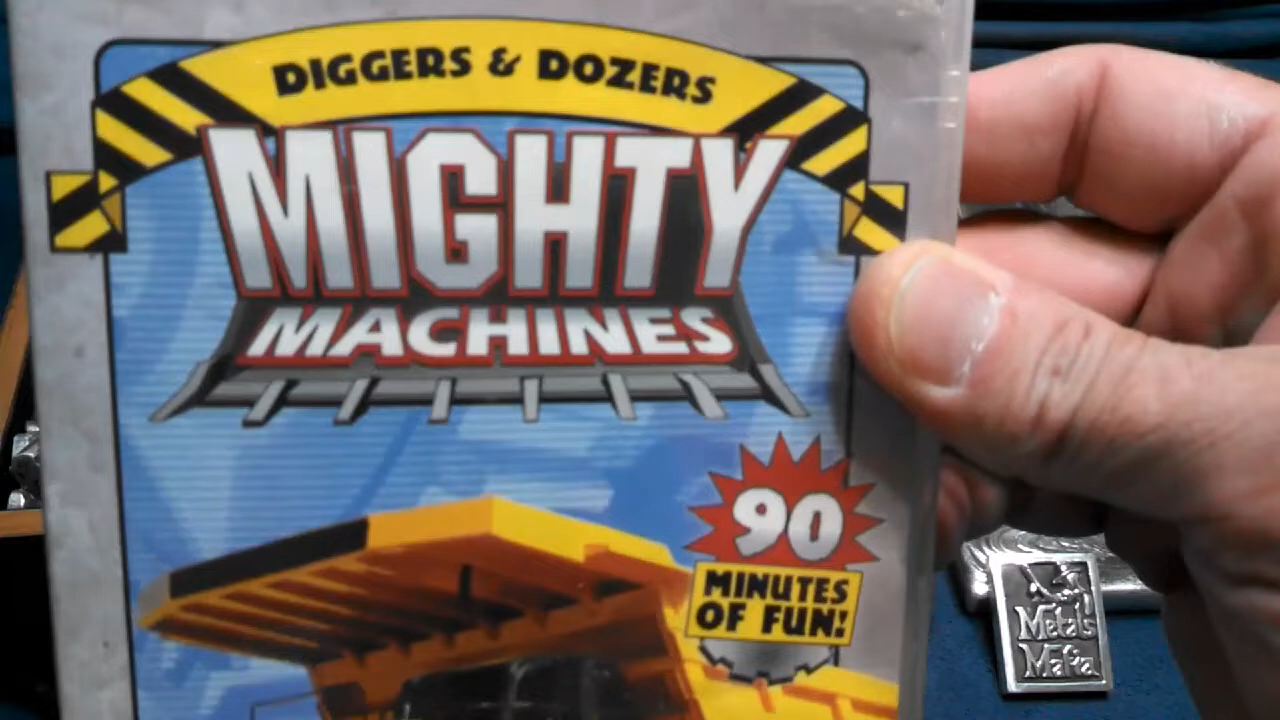 DIGGERS & DOZERS
MIGHTY
MACHINES
90
MINUTES
OF FUN!
Metals
Mafia